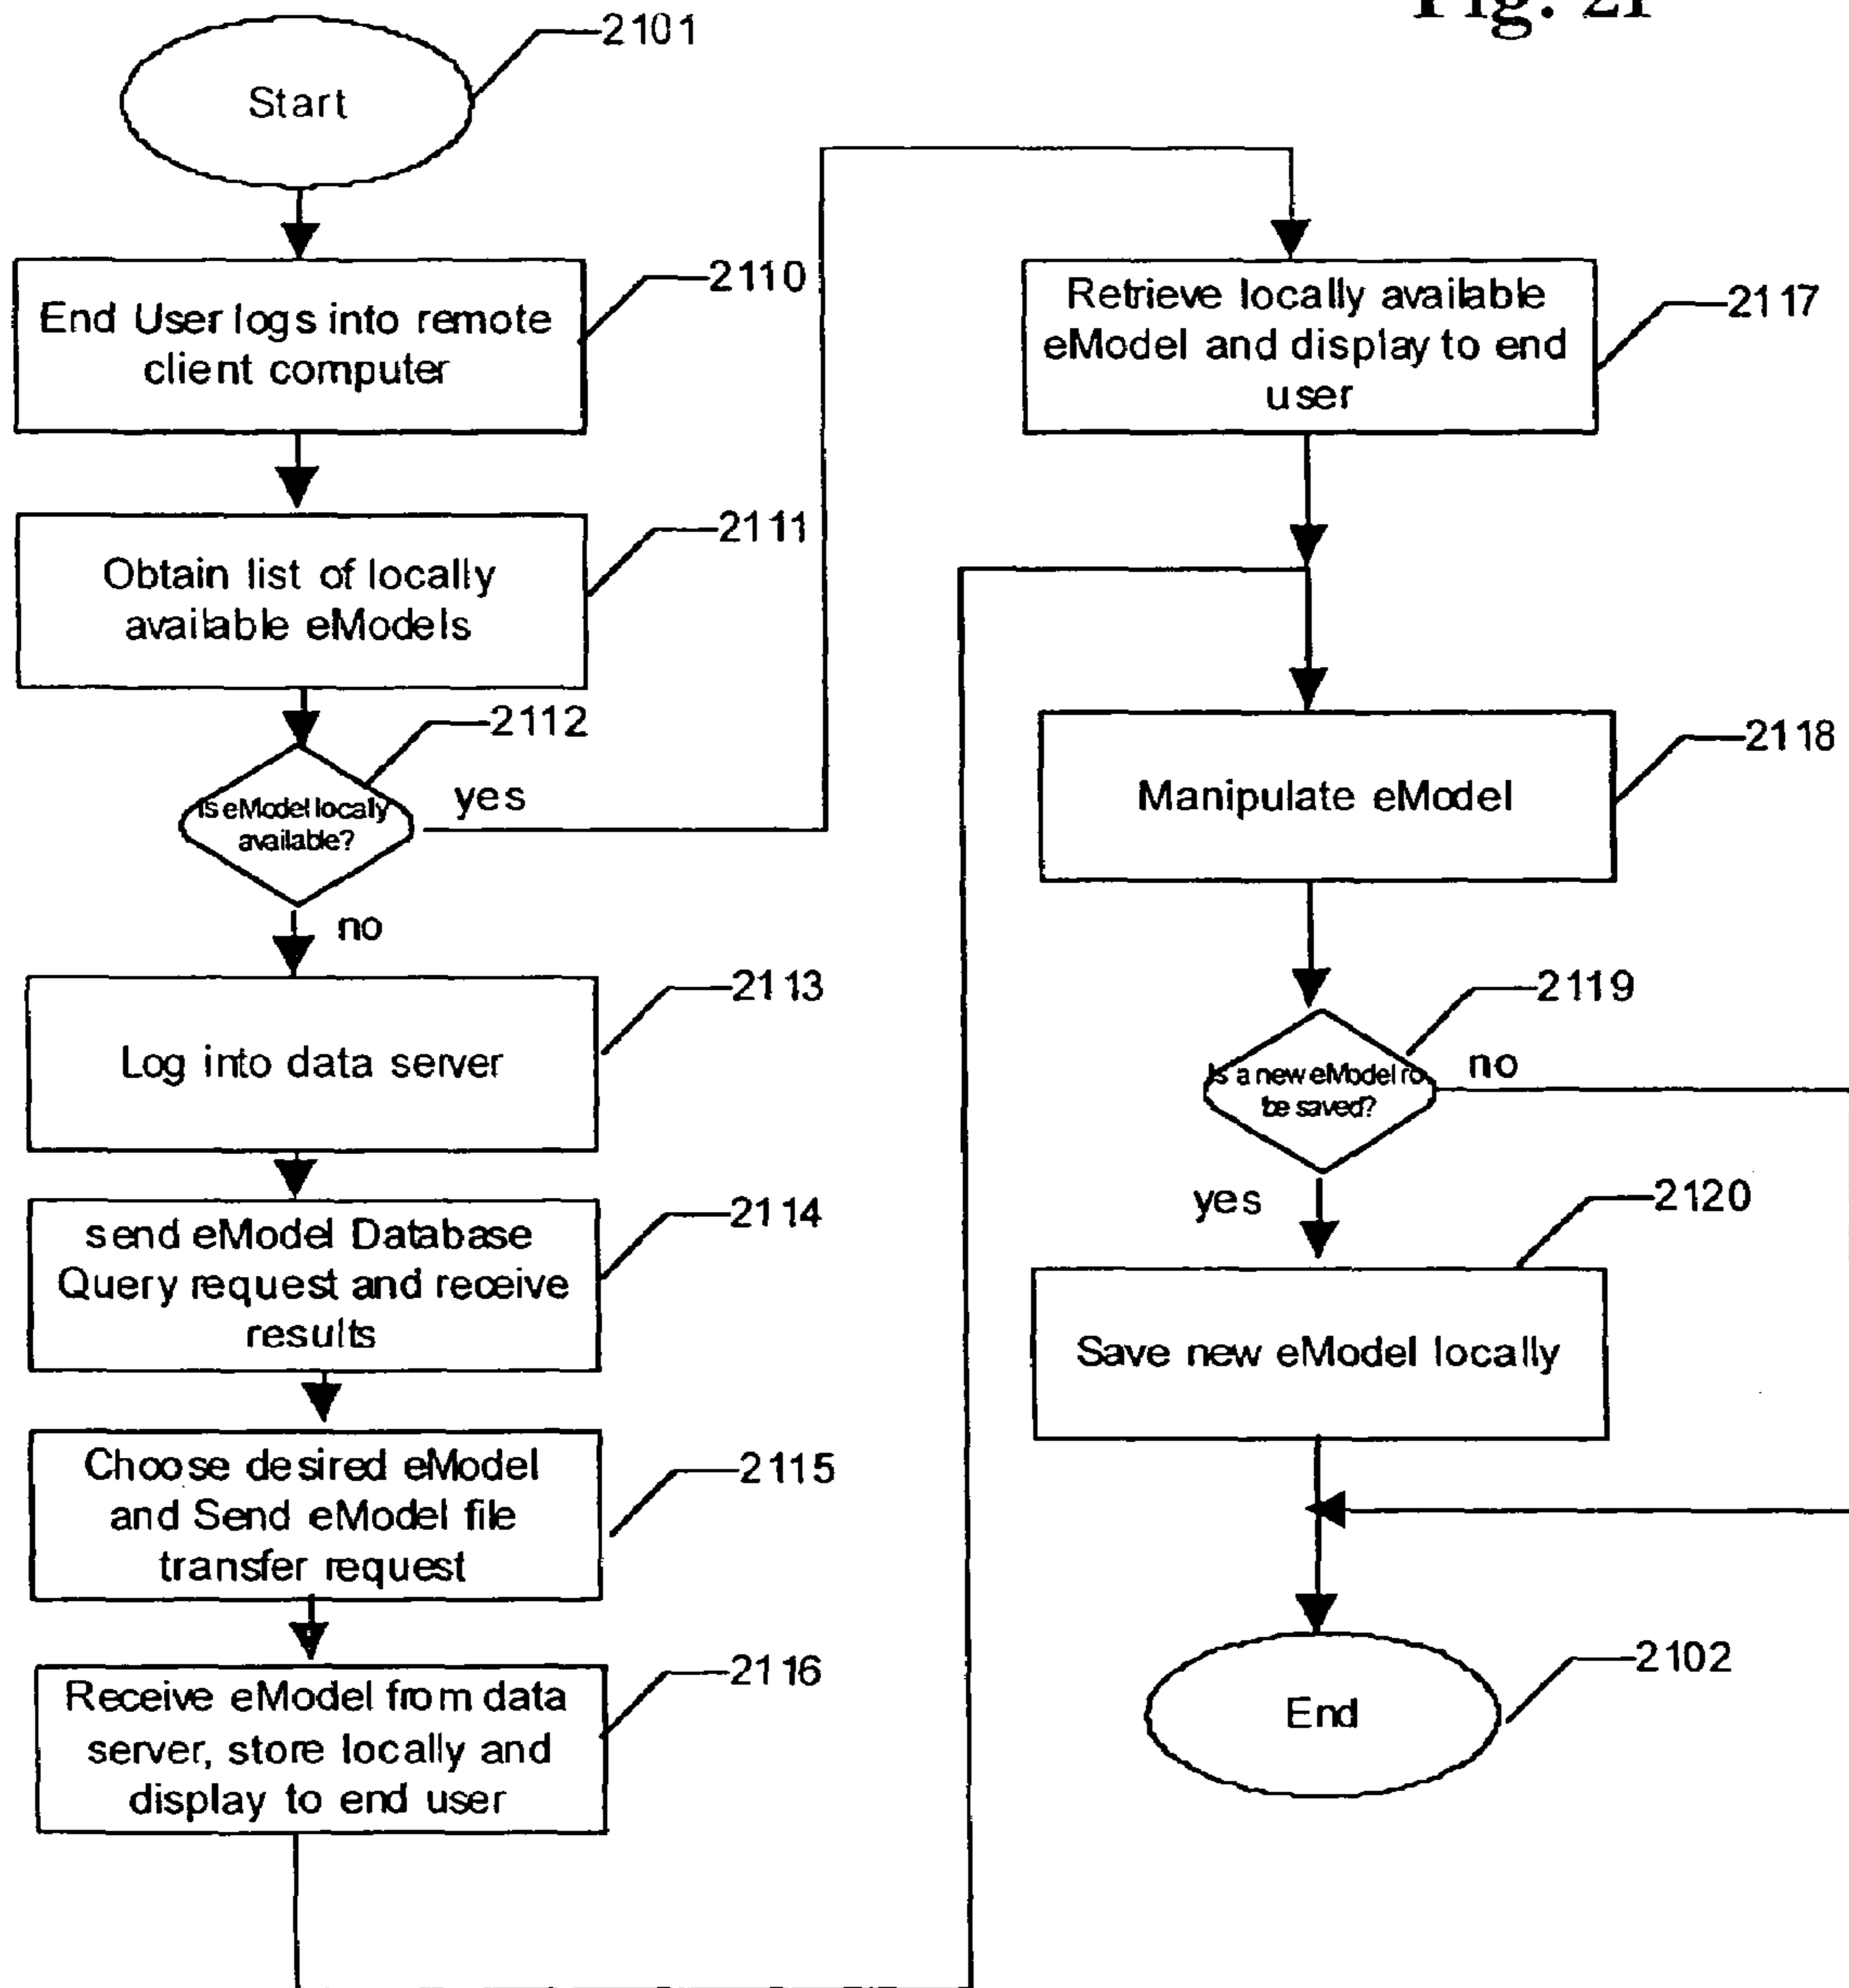 Fig. 21
2101
Start
2110
End User logs into remote
client computer
2111
Obtain list of locally
available eModels
2112
Is eModel locally
available?
yes
no
2113
Log into data server
2114
send eModel Database
Query request and receive
results
2115
Choose desired eModel
and Send eModel file
transfer request
2116
Receive eModel from data
server, store locally and
display to end user
2117
Retrieve locally available
eModel and display to end
user
2118
Manipulate eModel
2119
Is a new eModel ro
be saved?
no
yes
2120
Save new eModel locally
2102
End